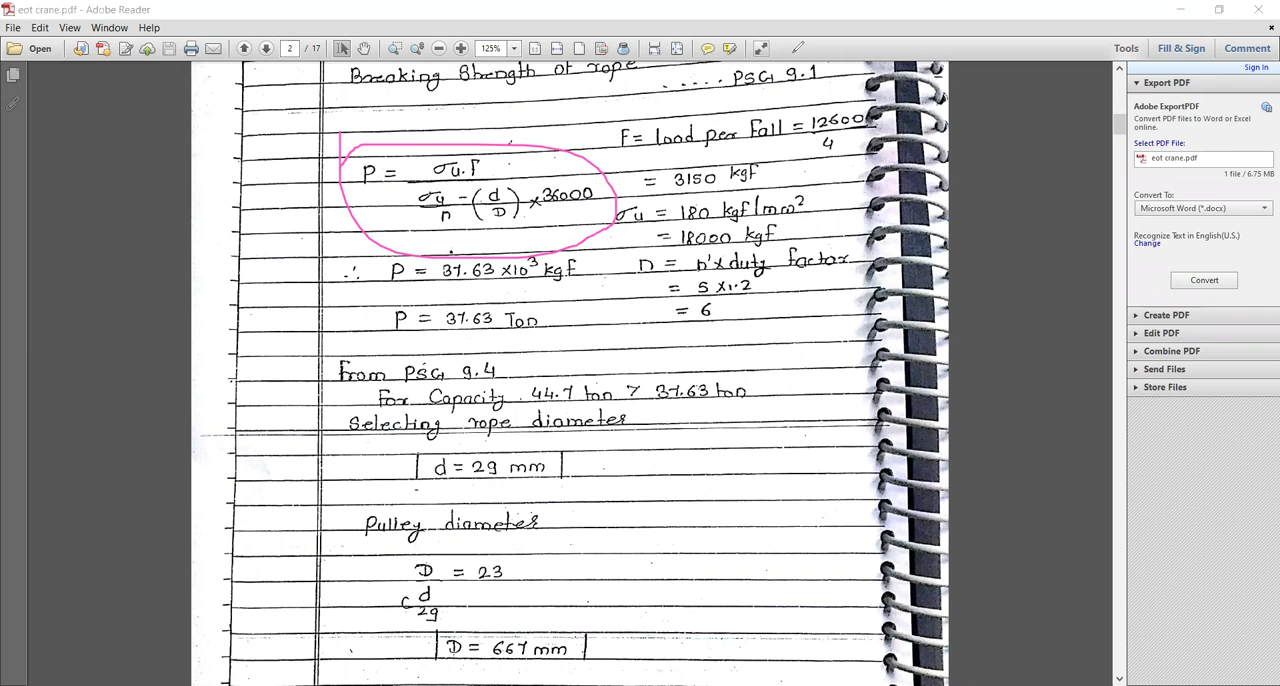 eot crane.pdf - Adobe Reader
File Edit View Window Help
Open 2 / 17 125% Tools Fill & Sign Comment
Sign In
Export PDF
Adobe ExportPDF
Convert PDF files to Word or Excel online.
Select PDF File:
eot crane.pdf
1 file / 6.75 MB
Convert To:
Microsoft Word (*.docx)
Recognize Text in English(U.S.)
Change
Convert
Create PDF
Edit PDF
Combine PDF
Send Files
Store Files
Breaking Strength of rope
.... PSG 9.1
F = load per Fall = 12600/4
= 3150 kgf
P = σu.F / (σu/n - (d/D) × 36000)
σu = 180 kgf/mm²
= 18000 kgf
∴ P = 37.63 ×10³ kgf
n = n'× duty factor
= 5 ×1.2
= 6
P = 37.63 Ton
From PSG 9.4
For Capacity 44.7 ton > 37.63 ton
Selecting rope diameter
d = 29 mm
Pulley diameter
D = 23
d
29
D = 667 mm